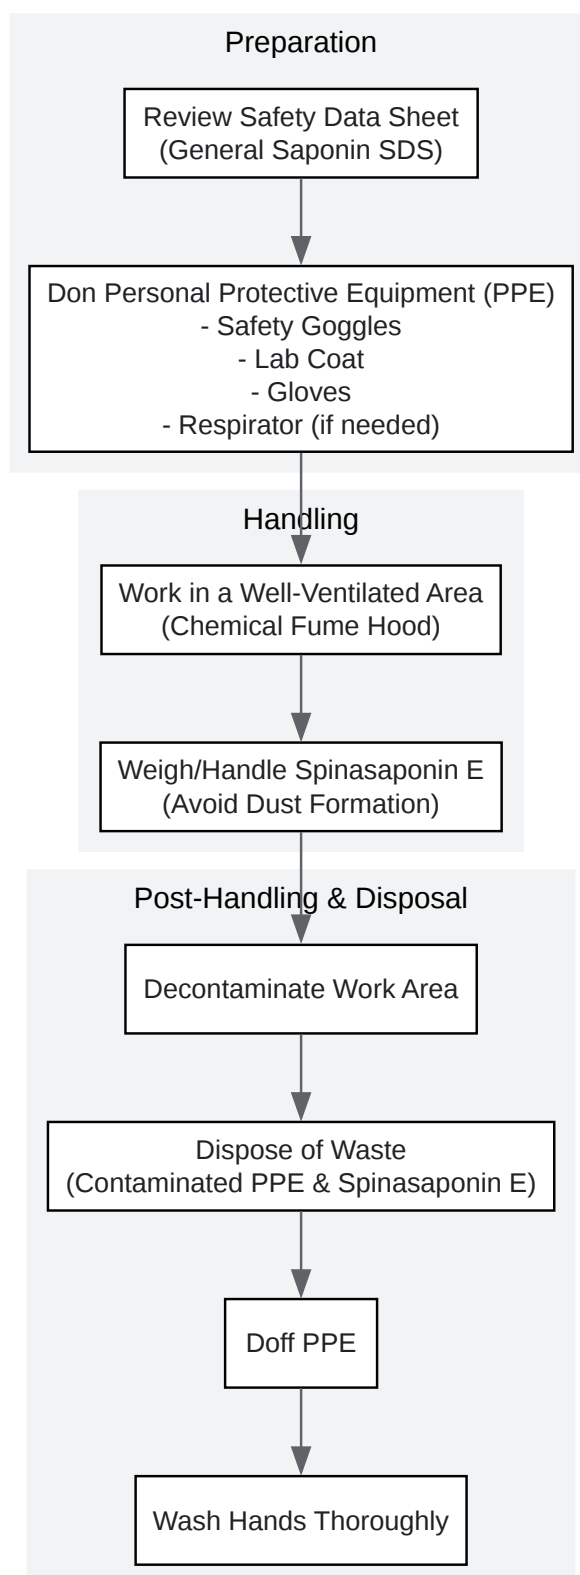 Preparation
Review Safety Data Sheet
(General Saponin SDS)
Don Personal Protective Equipment (PPE)
- Safety Goggles
- Lab Coat
- Gloves
- Respirator (if needed)
Handling
Work in a Well-Ventilated Area
(Chemical Fume Hood)
Weigh/Handle Spinasaponin E
(Avoid Dust Formation)
Post-Handling & Disposal
Decontaminate Work Area
Dispose of Waste
(Contaminated PPE & Spinasaponin E)
Doff PPE
Wash Hands Thoroughly